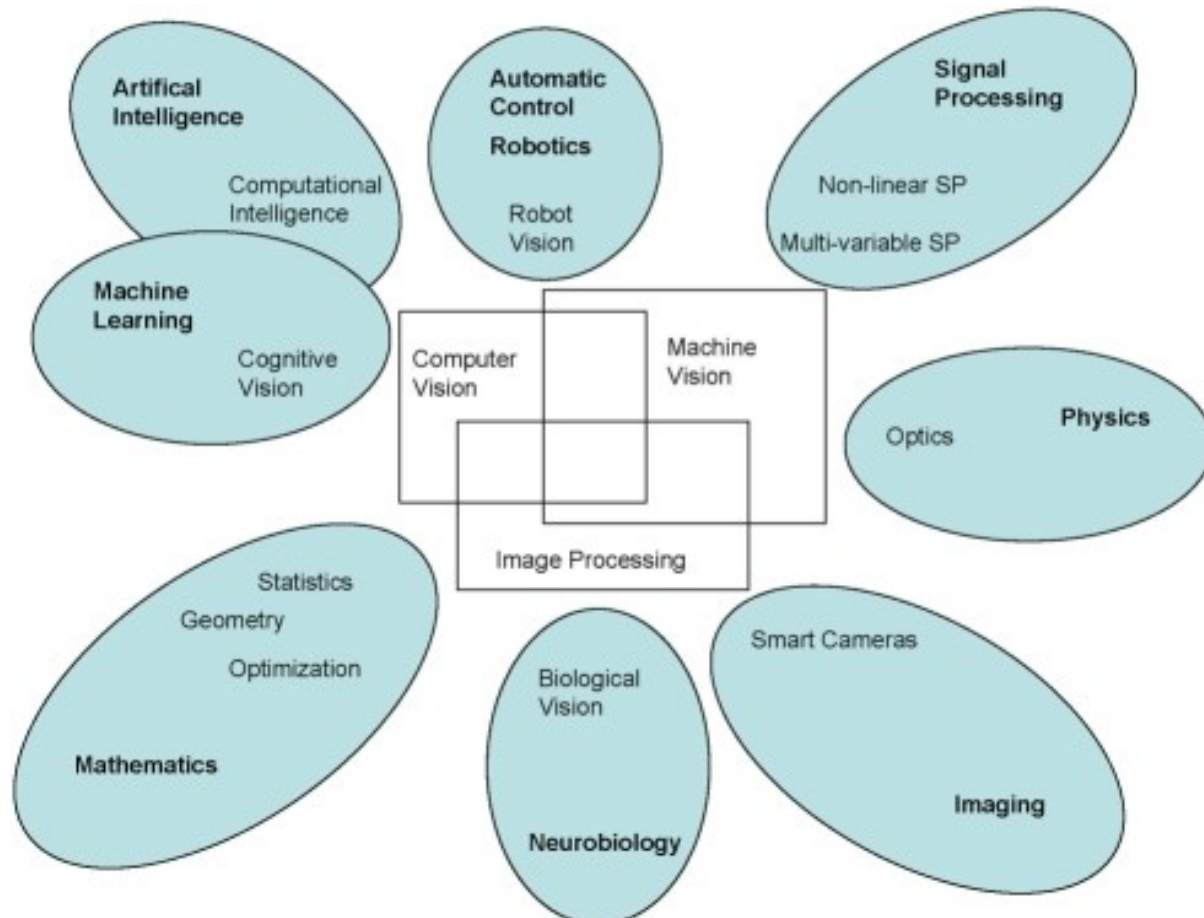 Artifical
Intelligence
Computational
Intelligence
Automatic
Control
Robotics
Robot
Vision
Signal
Processing
Non-linear SP
Multi-variable SP
Machine
Learning
Cognitive
Vision
Computer
Vision
Machine
Vision
Image Processing
Optics
Physics
Statistics
Geometry
Optimization
Mathematics
Biological
Vision
Neurobiology
Smart Cameras
Imaging